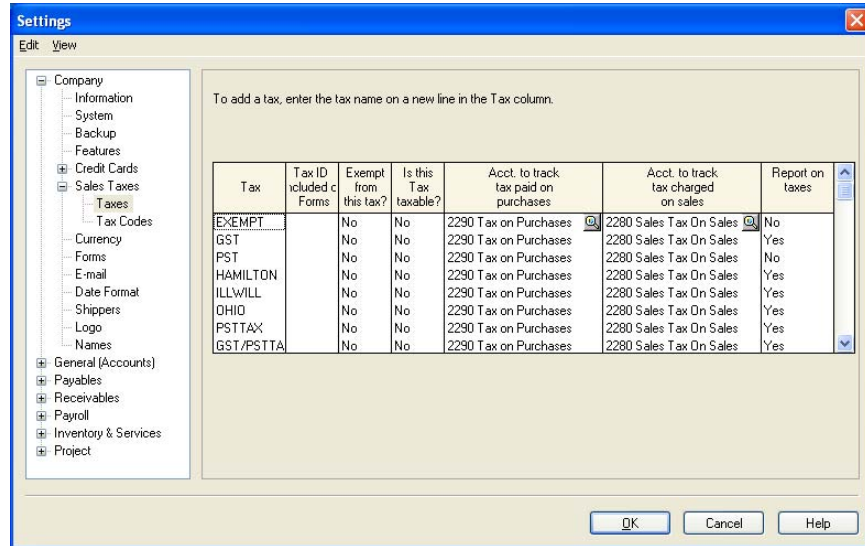 Settings
Edit View
Company
Information
System
Backup
Features
Credit Cards
Sales Taxes
Taxes
Tax Codes
Currency
Forms
E-mail
Date Format
Shippers
Logo
Names
General (Accounts)
Payables
Receivables
Payroll
Inventory & Services
Project
To add a tax, enter the tax name on a new line in the Tax column.
Tax
Tax ID
ncluded o
Forms
Exempt
from
this tax?
Is this
Tax
taxable?
Acct. to track
tax paid on
purchases
Acct. to track
tax charged
on sales
Report on
taxes
EXEMPT No No 2290 Tax on Purchases 2280 Sales Tax On Sales No
GST No No 2290 Tax on Purchases 2280 Sales Tax On Sales Yes
PST No No 2290 Tax on Purchases 2280 Sales Tax On Sales No
HAMILTON No No 2290 Tax on Purchases 2280 Sales Tax On Sales Yes
ILLWILL No No 2290 Tax on Purchases 2280 Sales Tax On Sales Yes
OHIO No No 2290 Tax on Purchases 2280 Sales Tax On Sales Yes
PSTTAX No No 2290 Tax on Purchases 2280 Sales Tax On Sales Yes
GST/PSTTA No No 2290 Tax on Purchases 2280 Sales Tax On Sales Yes
OK Cancel Help